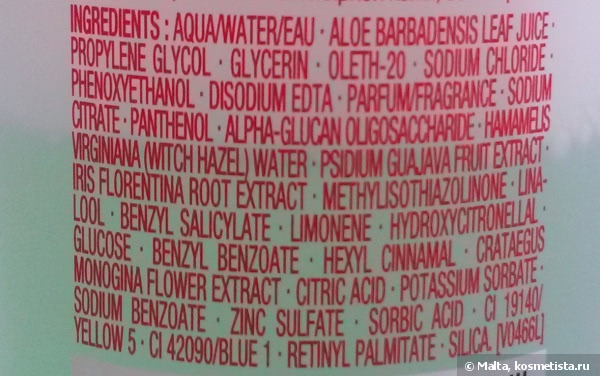 INGREDIENTS : AQUA/WATER/EAU · ALOE BARBADENSIS LEAF JUICE ·
PROPYLENE GLYCOL · GLYCERIN · OLETH-20 · SODIUM CHLORIDE ·
PHENOXYETHANOL · DISODIUM EDTA · PARFUM/FRAGRANCE · SODIUM
CITRATE · PANTHENOL · ALPHA-GLUCAN OLIGOSACCHARIDE · HAMAMELIS
VIRGINIANA (WITCH HAZEL) WATER · PSIDIUM GUAJAVA FRUIT EXTRACT ·
IRIS FLORENTINA ROOT EXTRACT · METHYLISOTHIAZOLINONE · LINA-
LOOL · BENZYL SALICYLATE · LIMONENE · HYDROXYCITRONELLAL ·
GLUCOSE · BENZYL BENZOATE · HEXYL CINNAMAL · CRATAEGUS
MONOGINA FLOWER EXTRACT · CITRIC ACID · POTASSIUM SORBATE ·
SODIUM BENZOATE · ZINC SULFATE · SORBIC ACID · CI 19140/
YELLOW 5 · CI 42090/BLUE 1 · RETINYL PALMITATE · SILICA. [V0466L]
© Malta, kosmetista.ru